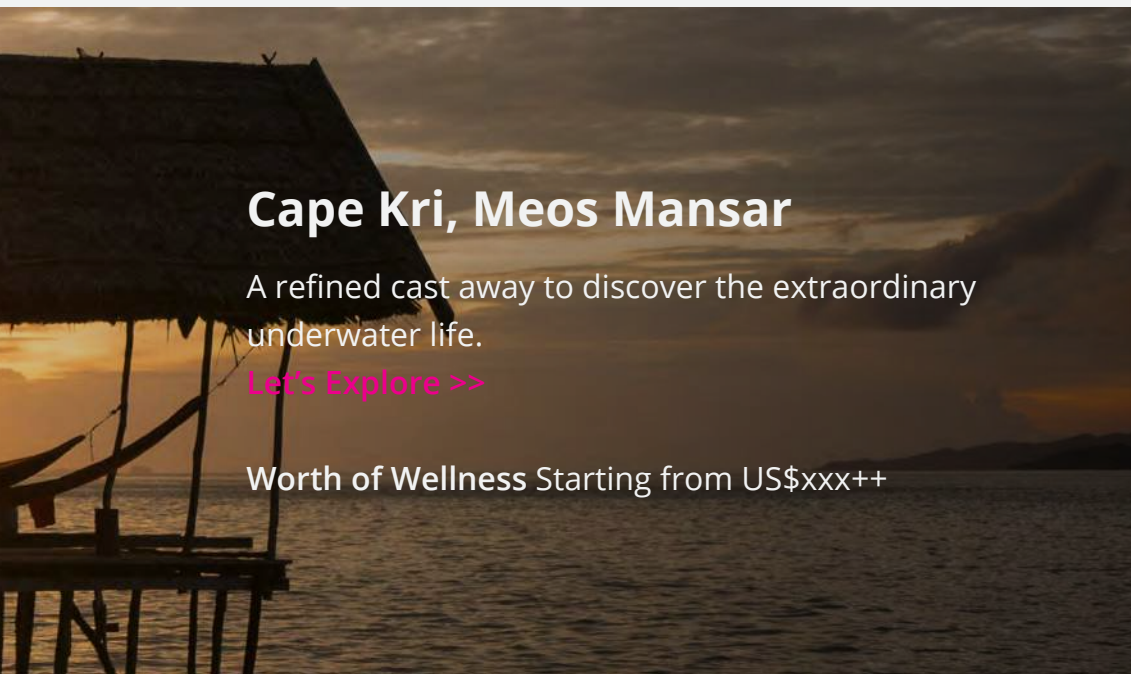 Cape Kri, Meos Mansar
A refined cast away to discover the extraordinary
underwater life.
Let's Explore >>
Worth of Wellness Starting from US$xxx++